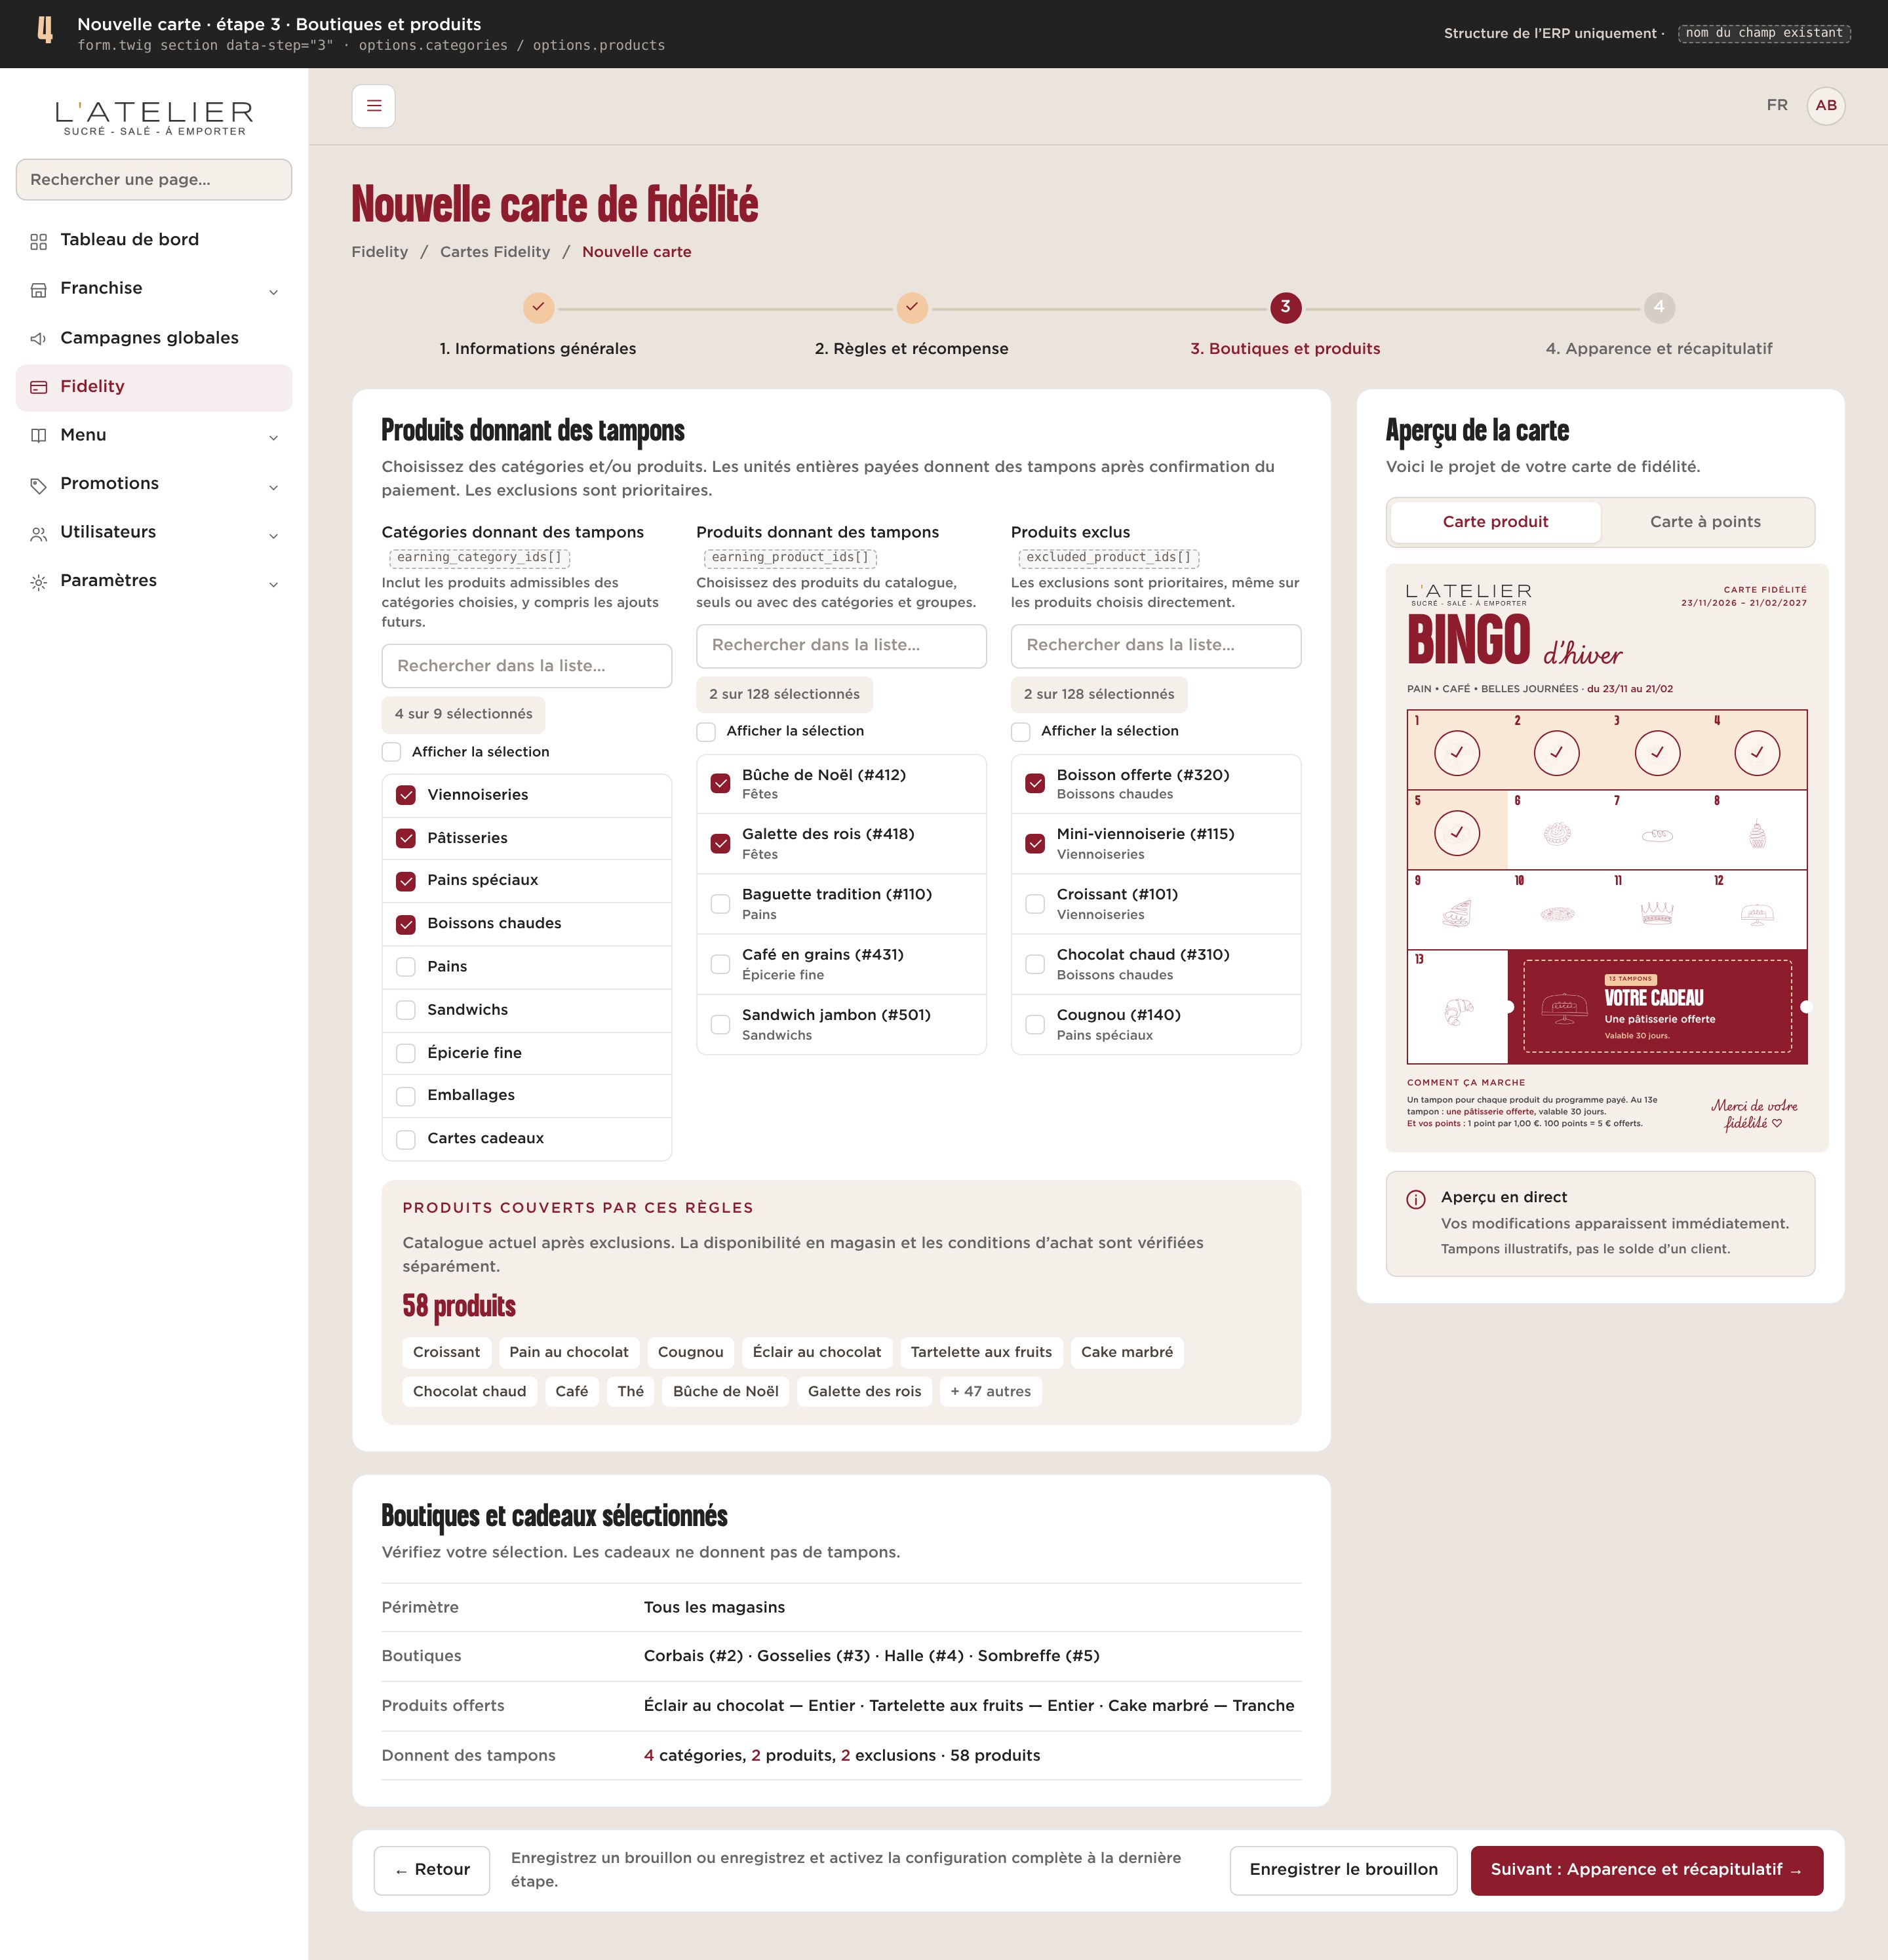 4
Nouvelle carte · étape 3 · Boutiques et produits
form.twig section data-step="3" · options.categories / options.products
Structure de l'ERP uniquement · nom du champ existant
L'ATELIER
SUCRÉ - SALÉ - À EMPORTER
Rechercher une page...
Tableau de bord
Franchise
Campagnes globales
Fidelity
Menu
Promotions
Utilisateurs
Paramètres
FR AB
Nouvelle carte de fidélité
Fidelity / Cartes Fidelity / Nouvelle carte
3 4
1. Informations générales 2. Règles et récompense 3. Boutiques et produits 4. Apparence et récapitulatif
Produits donnant des tampons
Choisissez des catégories et/ou produits. Les unités entières payées donnent des tampons après confirmation du
paiement. Les exclusions sont prioritaires.
Catégories donnant des tampons
earning_category_ids[]
Inclut les produits admissibles des
catégories choisies, y compris les ajouts
futurs.
Rechercher dans la liste...
4 sur 9 sélectionnés
Afficher la sélection
Viennoiseries
Pâtisseries
Pains spéciaux
Boissons chaudes
Pains
Sandwichs
Épicerie fine
Emballages
Cartes cadeaux
Produits donnant des tampons
earning_product_ids[]
Choisissez des produits du catalogue,
seuls ou avec des catégories et groupes.
Rechercher dans la liste...
2 sur 128 sélectionnés
Afficher la sélection
Bûche de Noël (#412)
Fêtes
Galette des rois (#418)
Fêtes
Baguette tradition (#110)
Pains
Café en grains (#431)
Épicerie fine
Sandwich jambon (#501)
Sandwichs
Produits exclus
excluded_product_ids[]
Les exclusions sont prioritaires, même sur
les produits choisis directement.
Rechercher dans la liste...
2 sur 128 sélectionnés
Afficher la sélection
Boisson offerte (#320)
Boissons chaudes
Mini-viennoiserie (#115)
Viennoiseries
Croissant (#101)
Viennoiseries
Chocolat chaud (#310)
Boissons chaudes
Cougnou (#140)
Pains spéciaux
PRODUITS COUVERTS PAR CES RÈGLES
Catalogue actuel après exclusions. La disponibilité en magasin et les conditions d'achat sont vérifiées
séparément.
58 produits
Croissant Pain au chocolat Cougnou Éclair au chocolat Tartelette aux fruits Cake marbré
Chocolat chaud Café Thé Bûche de Noël Galette des rois + 47 autres
Boutiques et cadeaux sélectionnés
Vérifiez votre sélection. Les cadeaux ne donnent pas de tampons.
Périmètre Tous les magasins
Boutiques Corbais (#2) · Gosselies (#3) · Halle (#4) · Sombreffe (#5)
Produits offerts Éclair au chocolat — Entier · Tartelette aux fruits — Entier · Cake marbré — Tranche
Donnent des tampons 4 catégories, 2 produits, 2 exclusions · 58 produits
Aperçu de la carte
Voici le projet de votre carte de fidélité.
Carte produit Carte à points
L'ATELIER
SUCRÉ - SALÉ - À EMPORTER
CARTE FIDÉLITÉ
23/11/2026 – 21/02/2027
BINGO d'hiver
PAIN • CAFÉ • BELLES JOURNÉES · du 23/11 au 21/02
1 2 3 4
5 6 7 8
9 10 11 12
13
13 TAMPONS
VOTRE CADEAU
Une pâtisserie offerte
Valable 30 jours.
COMMENT ÇA MARCHE
Un tampon pour chaque produit du programme payé. Au 13e
tampon : une pâtisserie offerte, valable 30 jours.
Et vos points : 1 point par 1,00 €. 100 points = 5 € offerts.
Merci de votre
fidélité ♡
Aperçu en direct
Vos modifications apparaissent immédiatement.
Tampons illustratifs, pas le solde d'un client.
← Retour
Enregistrez un brouillon ou enregistrez et activez la configuration complète à la dernière
étape.
Enregistrer le brouillon
Suivant : Apparence et récapitulatif →